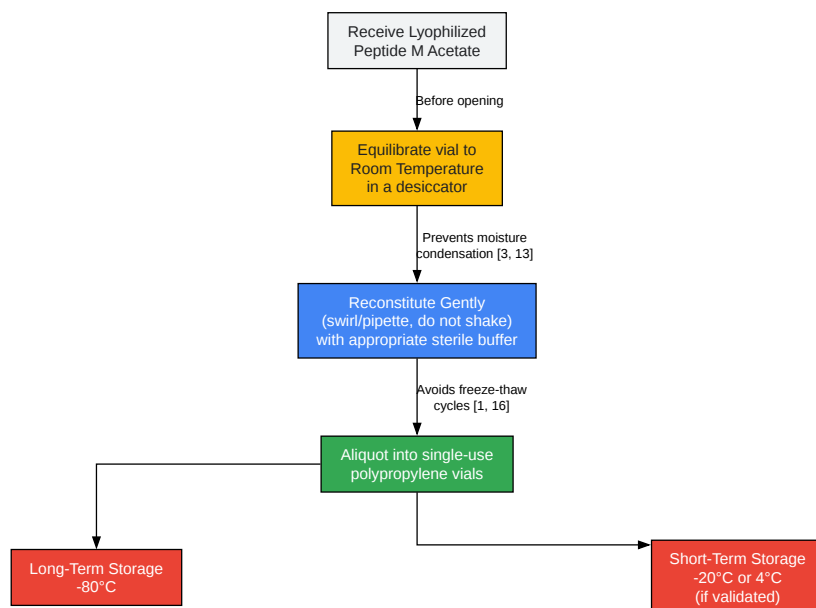 Receive Lyophilized
Peptide M Acetate
Before opening
Equilibrate vial to
Room Temperature
in a desiccator
Prevents moisture
condensation [3, 13]
Reconstitute Gently
(swirl/pipette, do not shake)
with appropriate sterile buffer
Avoids freeze-thaw
cycles [1, 16]
Aliquot into single-use
polypropylene vials
Long-Term Storage
-80°C
Short-Term Storage
-20°C or 4°C
(if validated)